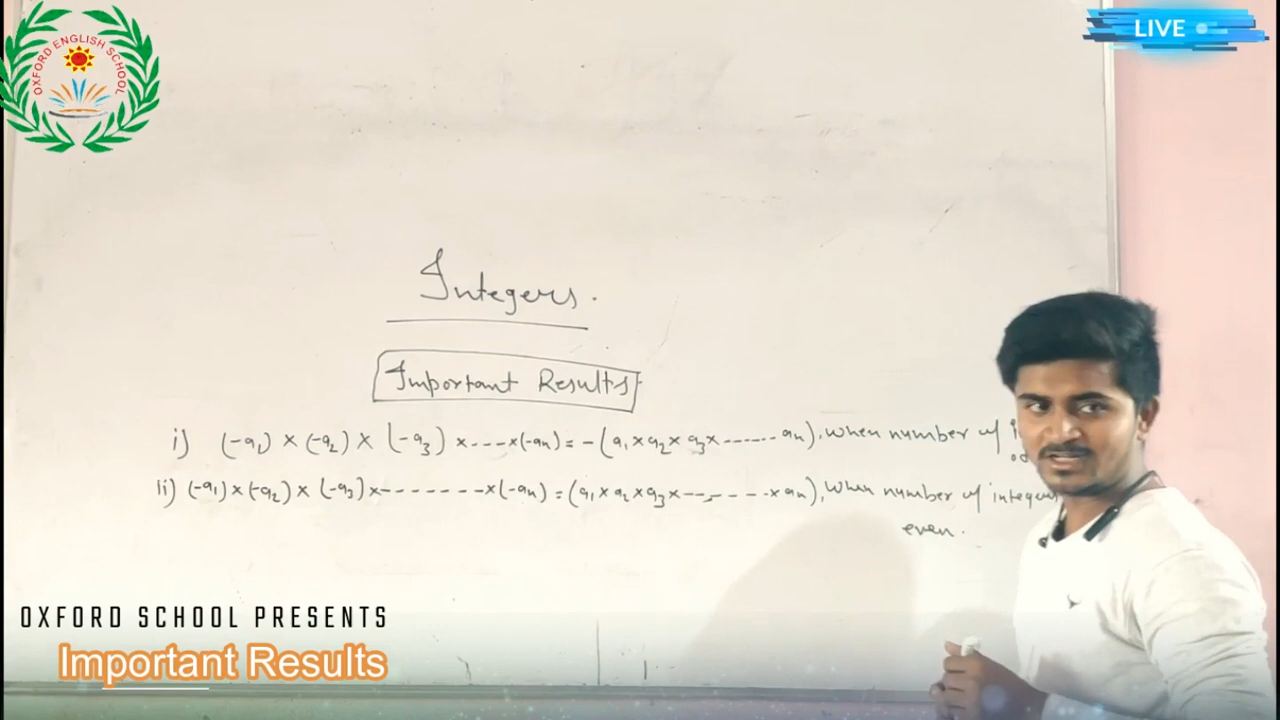 OXFORD ENGLISH SCHOOL
LIVE
Integers.
Important Results
i) (-a₁) × (-a₂) × (-a₃) ×----×(-aₙ) = -(a₁×a₂×a₃×------aₙ), when number of
ii) (-a₁)×(-a₂)×(-a₃)×--------×(-aₙ) = (a₁×a₂×a₃×--------×aₙ), when number of integers
even.
OXFORD SCHOOL PRESENTS
Important Results